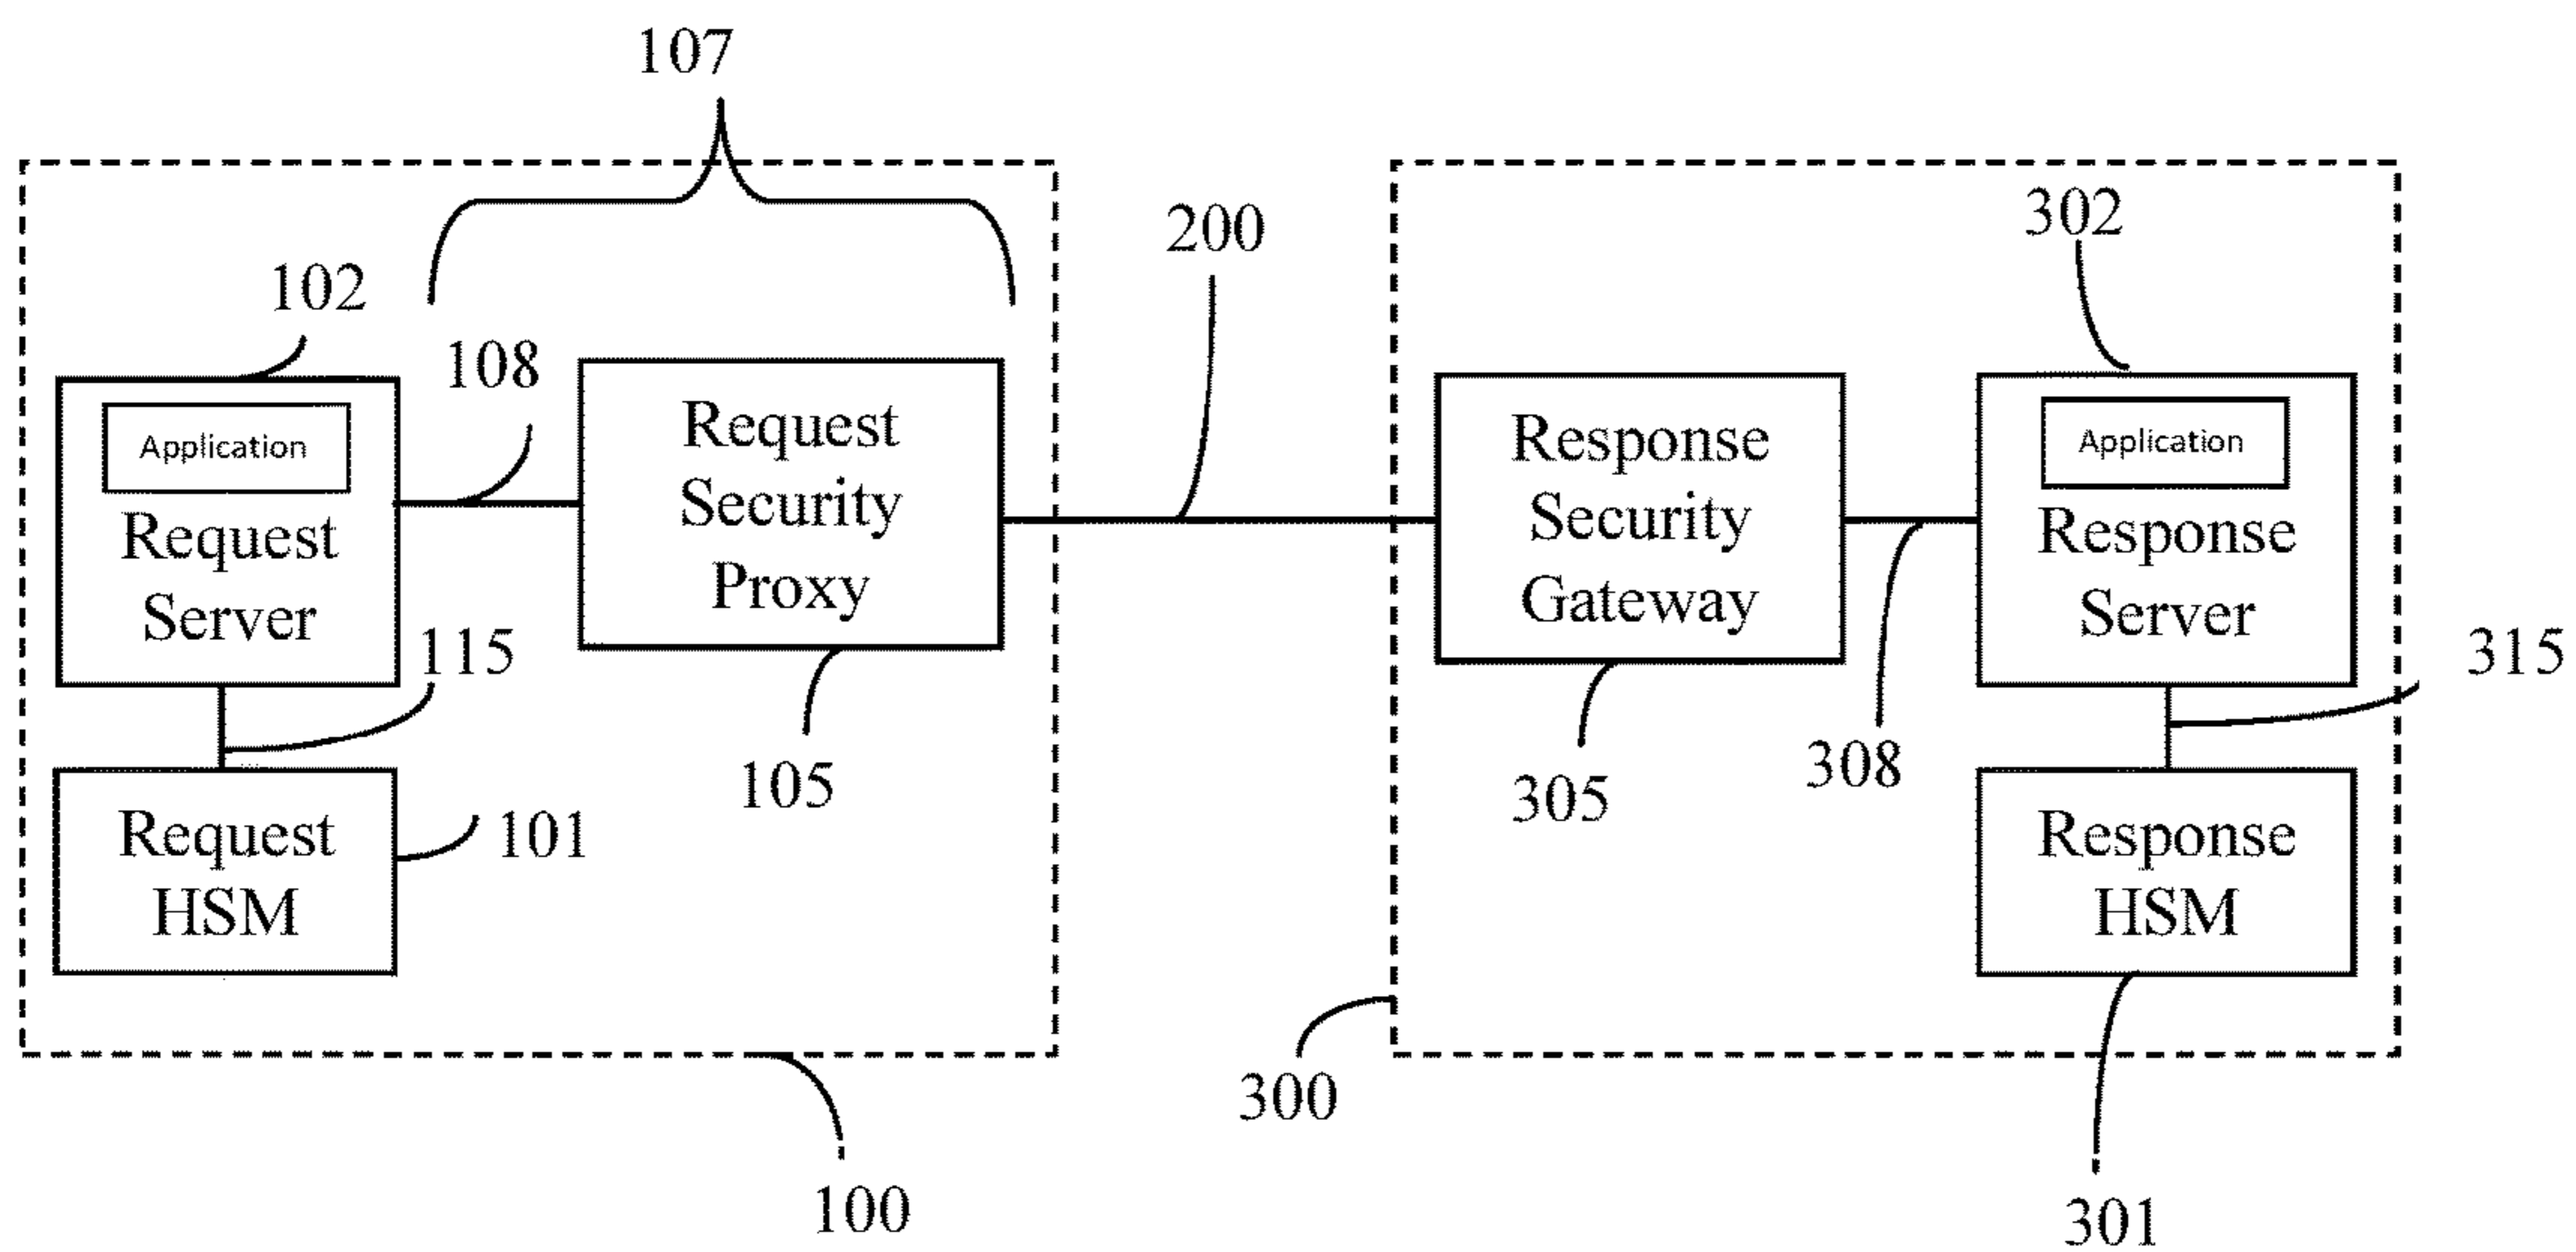 107
200
302
102
108
Application
Request
Server
Request
Security
Proxy
Response
Security
Gateway
Application
Response
Server
115
315
105
305
308
Request
HSM
101
Response
HSM
300
100
301